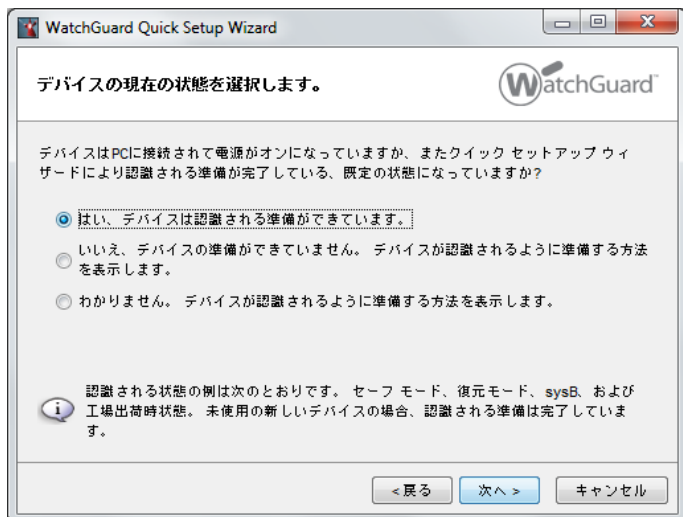 WatchGuard Quick Setup Wizard
デバイスの現在の状態を選択します。
WatchGuard™
デバイスはPCに接続されて電源がオンになっていますか、またクイック セットアップ ウィ
ザードにより認識される準備が完了している、既定の状態になっていますか?
はい、デバイスは認識される準備ができています。
いいえ、デバイスの準備ができていません。 デバイスが認識されるように準備する方法
を表示します。
わかりません。 デバイスが認識されるように準備する方法を表示します。
認識される状態の例は次のとおりです。 セーフ モード、復元モード、sysB、および
工場出荷時状態。 未使用の新しいデバイスの場合、認識される準備は完了していま
す。
<戻る
次へ >
キャンセル